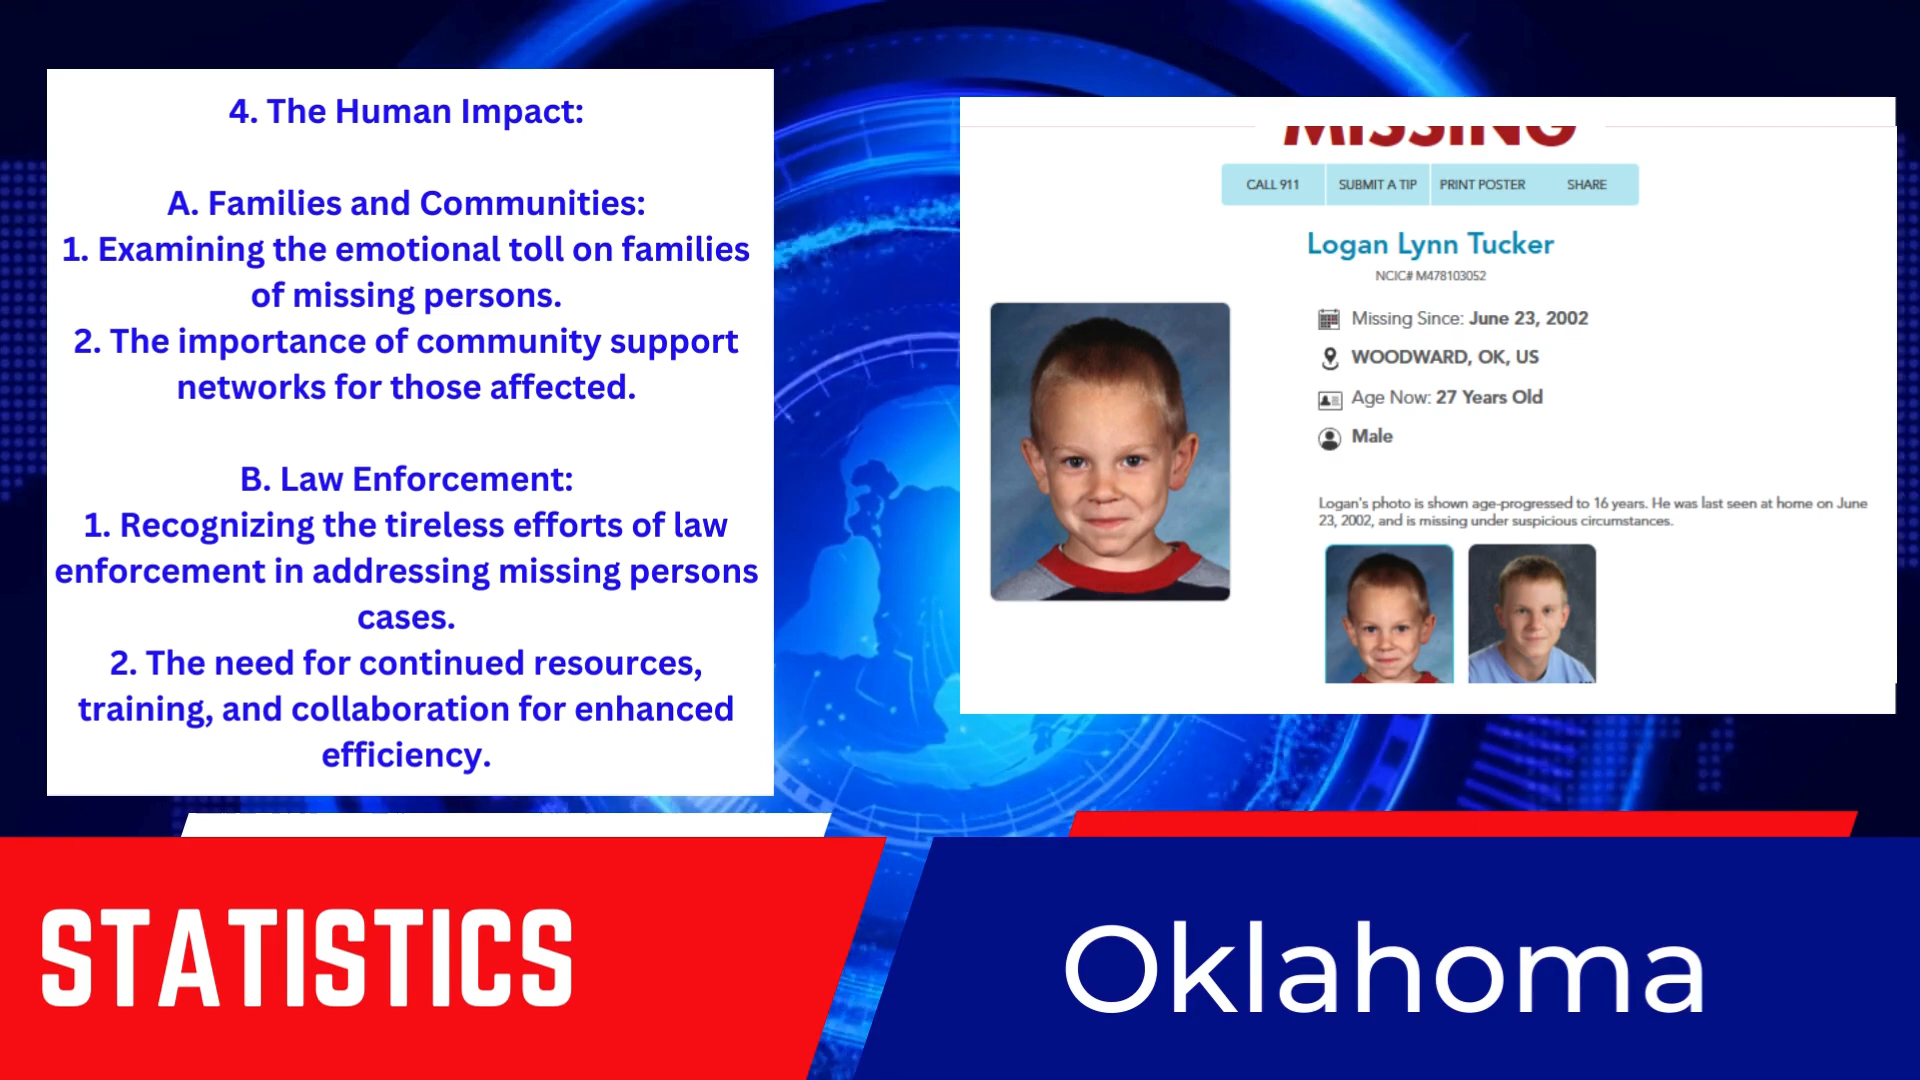 4. The Human Impact:
A. Families and Communities:
1. Examining the emotional toll on families
of missing persons.
2. The importance of community support
networks for those affected.
B. Law Enforcement:
1. Recognizing the tireless efforts of law
enforcement in addressing missing persons
cases.
2. The need for continued resources,
training, and collaboration for enhanced
efficiency.
MISSING
CALL 911 SUBMIT A TIP PRINT POSTER SHARE
Logan Lynn Tucker
NCIC# M478103052
Missing Since: June 23, 2002
WOODWARD, OK, US
Age Now: 27 Years Old
Male
Logan's photo is shown age-progressed to 16 years. He was last seen at home on June
23, 2002, and is missing under suspicious circumstances.
STATISTICS
Oklahoma